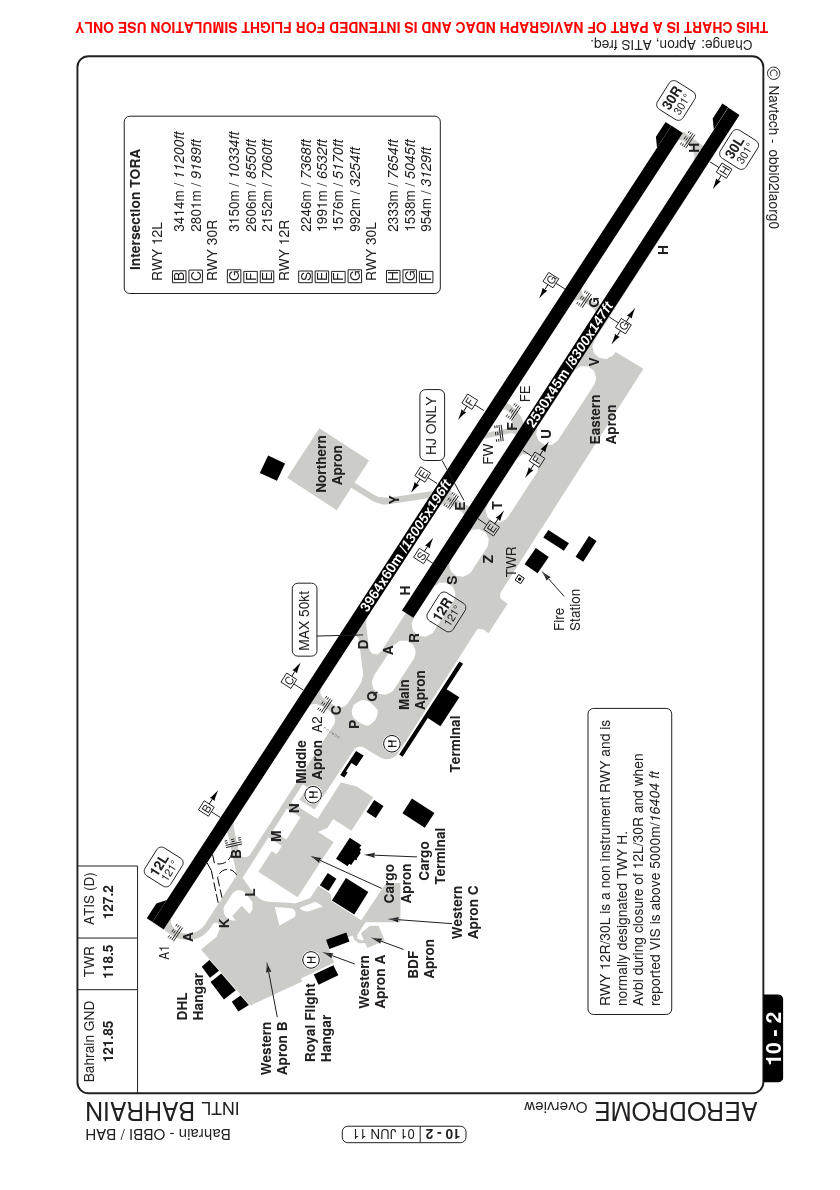 THIS CHART IS A PART OF NAVIGRAPH NDAC AND IS INTENDED FOR FLIGHT SIMULATION USE ONLY
Change: Apron, ATIS freq.
© Navtech - obbl02laorg0
Bahrain - OBBI / BAH
INTL BAHRAIN
10 - 2 | 01 JUN 11
AERODROME Overview
10 - 2
Bahrain GND
121.85
TWR
118.5
ATIS (D)
127.2
Intersection TORA
RWY 12L
B 3414m / 11200ft
C 2801m / 9189ft
RWY 30R
G 3150m / 10334ft
F 2606m / 8550ft
E 2152m / 7060ft
RWY 12R
S 2246m / 7368ft
E 1991m / 6532ft
F 1576m / 5170ft
G 992m / 3254ft
RWY 30L
H 2333m / 7654ft
G 1538m / 5045ft
F 954m / 3129ft
RWY 12R/30L is a non instrument RWY and is
normally designated TWY H.
Avbl during closure of 12L/30R and when
reported VIS is above 5000m/16404 ft
12L
121°
30R
301°
12R
121°
30L
301°
3964x60m /13005x196ft
2530x45m /8300x147ft
MAX 50kt
HJ ONLY
Northern
Apron
Eastern
Apron
Main
Apron
Middle
Apron
Cargo
Apron
Cargo
Terminal
Terminal
Fire
Station
TWR
Western
Apron C
BDF
Apron
Western
Apron A
Royal Flight
Hangar
Western
Apron B
DHL
Hangar
A1
A
K
L
B
B
M
N
H
A2
C
C
P
Q
H
D
A
R
H
S
S
Z
E
E
E
T
Y
F
FW
F
FE
U
F
V
G
G
G
H
H
H
H